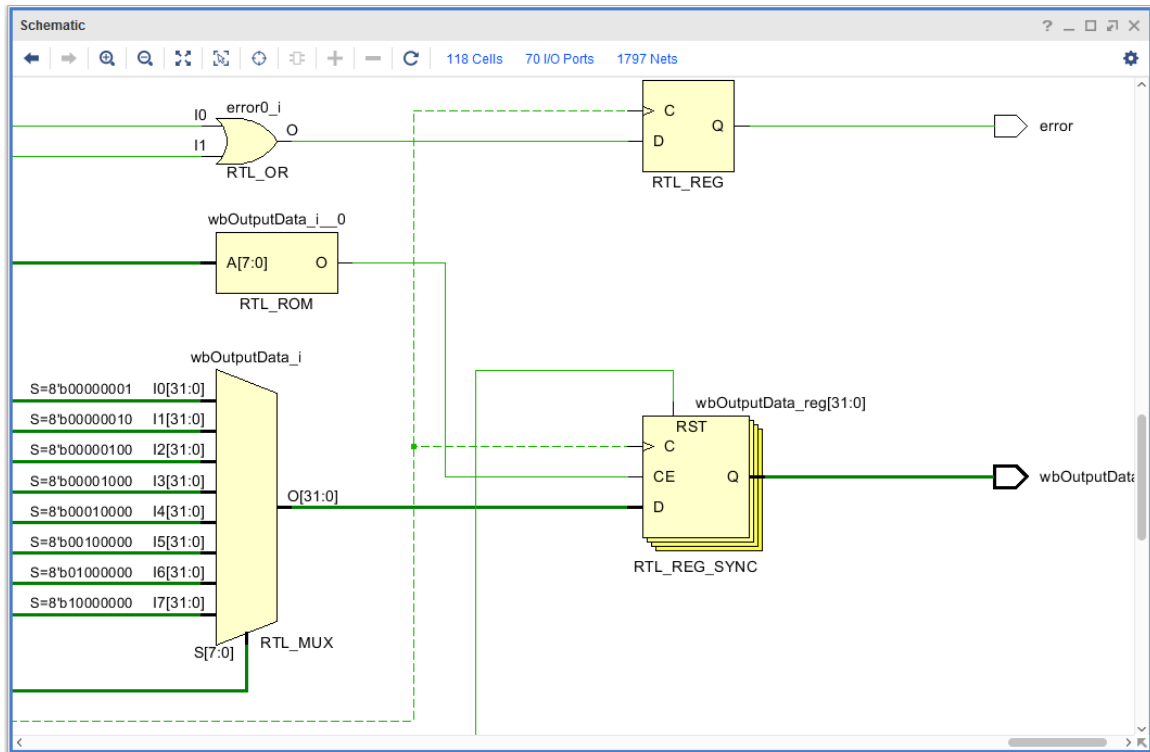 Schematic
118 Cells 70 I/O Ports 1797 Nets
error0_i
I0
I1
O
RTL_OR
C
D
Q
RTL_REG
error
wbOutputData_i__0
A[7:0] O
RTL_ROM
wbOutputData_i
S=8'b00000001 I0[31:0]
S=8'b00000010 I1[31:0]
S=8'b00000100 I2[31:0]
S=8'b00001000 I3[31:0]
S=8'b00010000 I4[31:0]
S=8'b00100000 I5[31:0]
S=8'b01000000 I6[31:0]
S=8'b10000000 I7[31:0]
S[7:0]
O[31:0]
RTL_MUX
wbOutputData_reg[31:0]
RST
C
CE
D
Q
RTL_REG_SYNC
wbOutputData